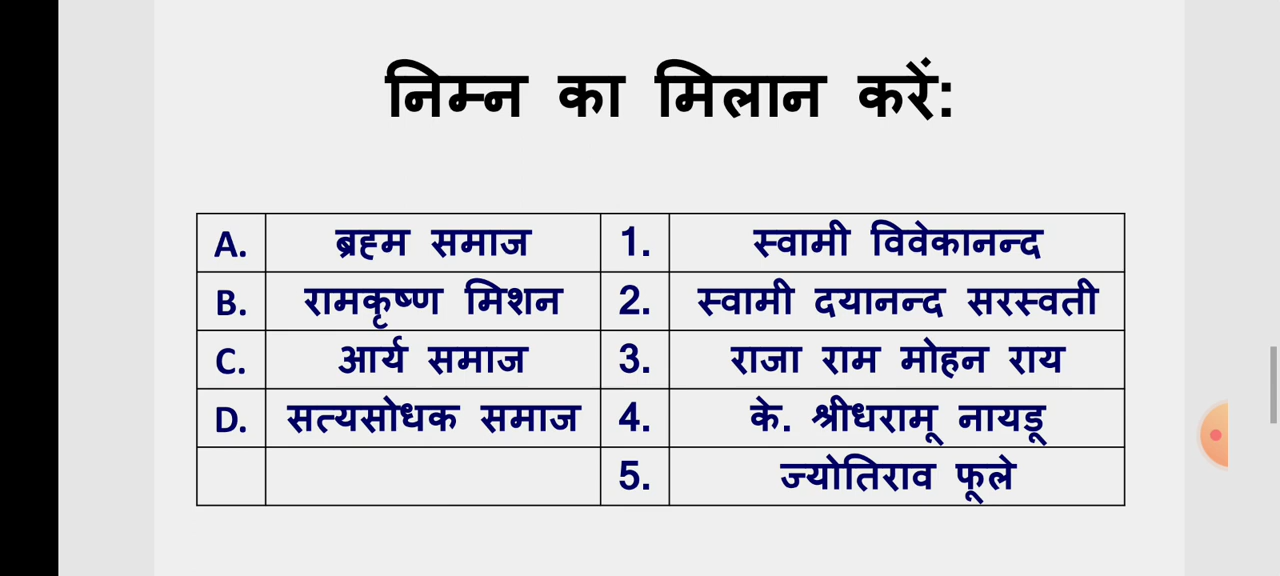 निम्न का मिलान करें:
A. ब्रह्म समाज 1. स्वामी विवेकानन्द
B. रामकृष्ण मिशन 2. स्वामी दयानन्द सरस्वती
C. आर्य समाज 3. राजा राम मोहन राय
D. सत्यसोधक समाज 4. के. श्रीधरामू नायडू
5. ज्योतिराव फूले